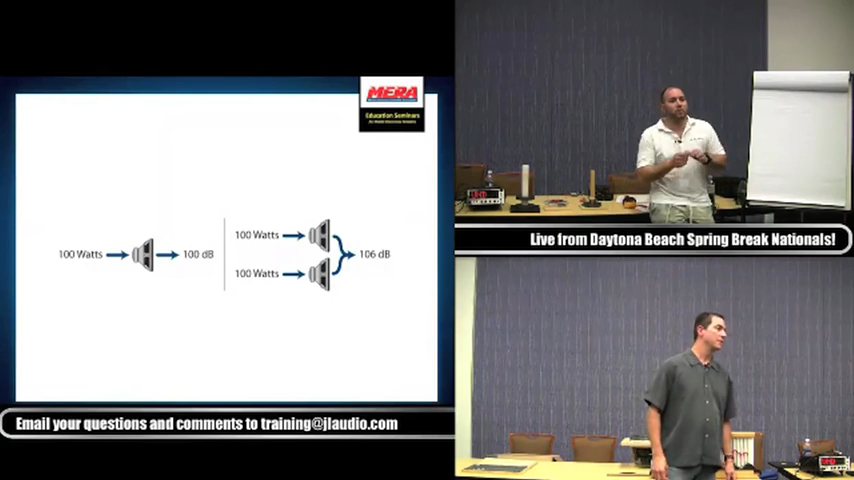 MERA
Education Seminars
100 Watts
100 dB
100 Watts
100 Watts
106 dB
Live from Daytona Beach Spring Break Nationals!
Email your questions and comments to training@jlaudio.com